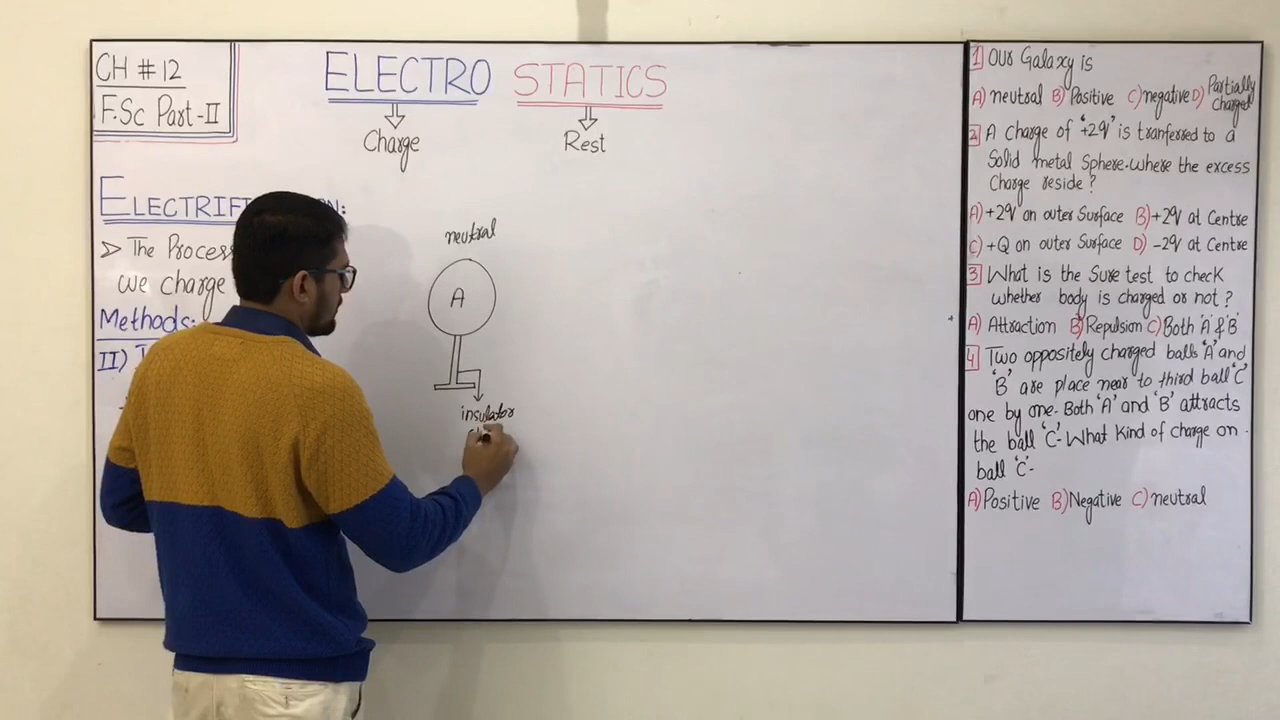 CH # 12
F.Sc Part-II
ELECTRO STATICS
Charge
Rest
The Process
we charge
Methods:
II)
neutral
A
insulator
1 Our Galaxy is
A) neutral B) Positive C) negative D) Partially charged
2 A charge of '+2q' is tranferred to a
Solid metal Sphere. Where the excess
Charge reside?
A) +2q on outer Surface B) +2q at Centre
C) +Q on outer Surface D) -2q at Centre
3 What is the Sure test to check
whether body is charged or not?
A) Attraction B) Repulsion C) Both 'A' & 'B'
4 Two oppositely charged balls 'A' and
'B' are place near to third ball 'C'
one by one. Both 'A' and 'B' attracts
the ball 'C'. What Kind of charge on
ball 'C'.
A) Positive B) Negative C) neutral